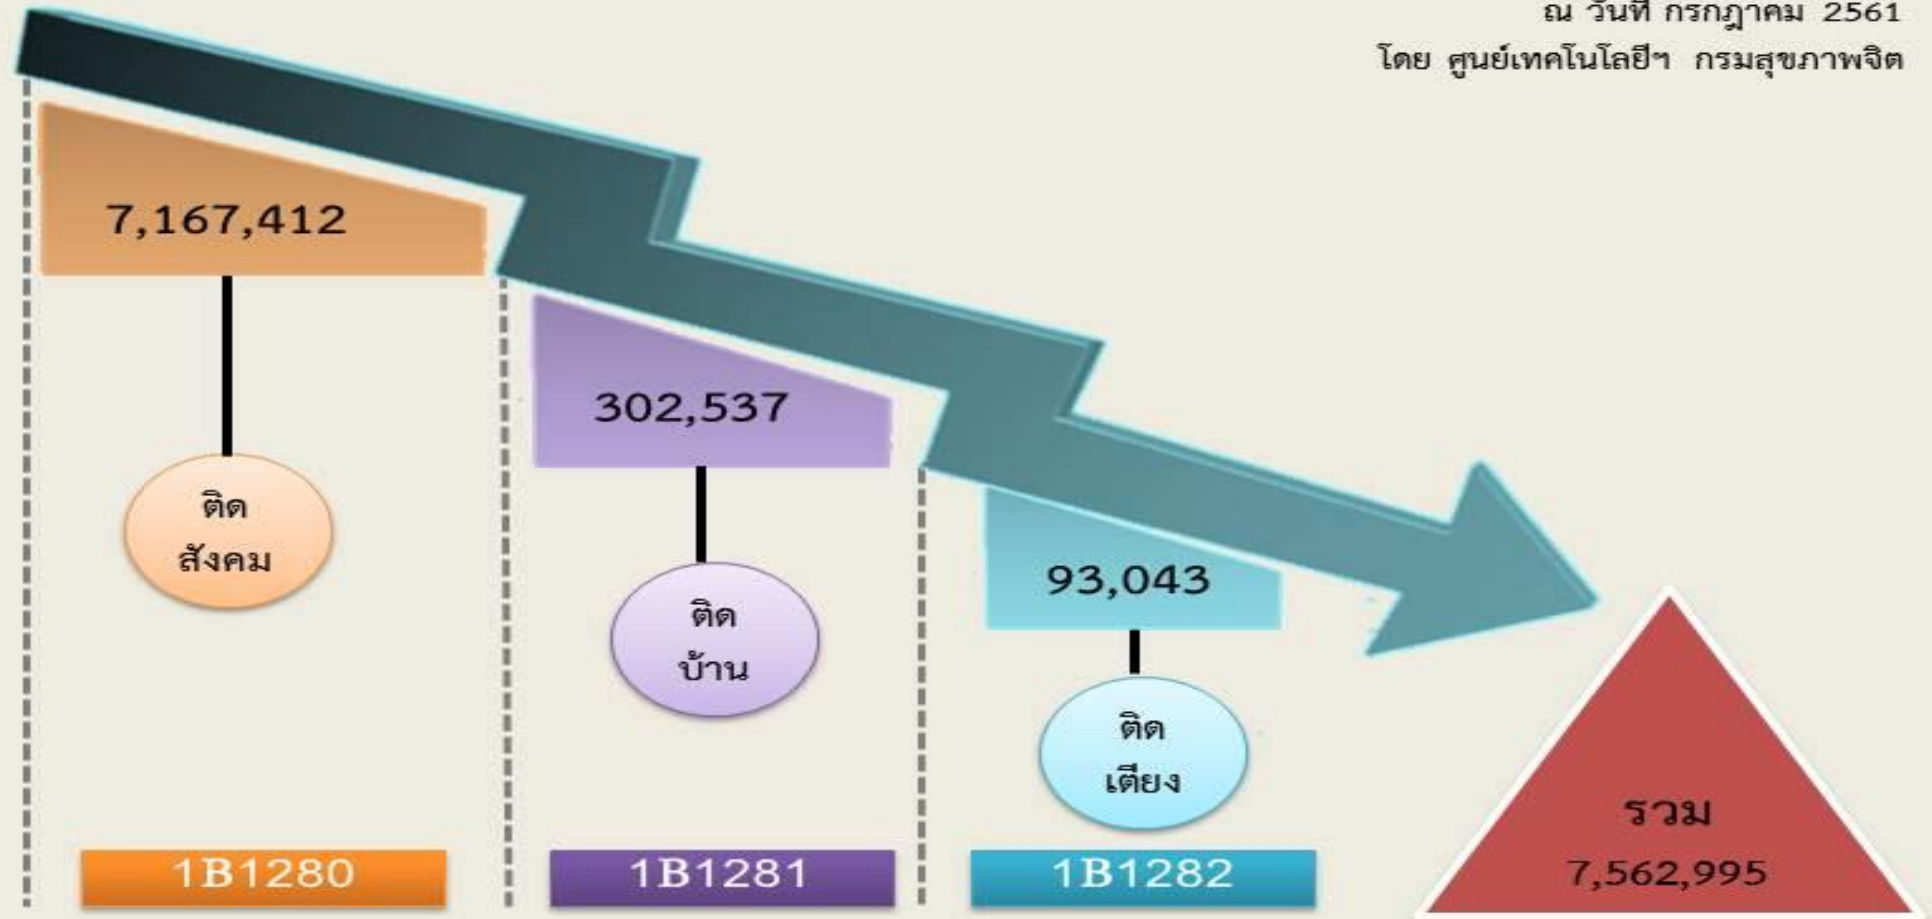 ณ วันที่ กรกฎาคม 2561
โดย ศูนย์เทคโนโลยีฯ กรมสุขภาพจิต
7,167,412
302,537
93,043
ติด
สังคม
ติด
บ้าน
ติด
เตียง
รวม
7,562,995
1B1280
1B1281
1B1282